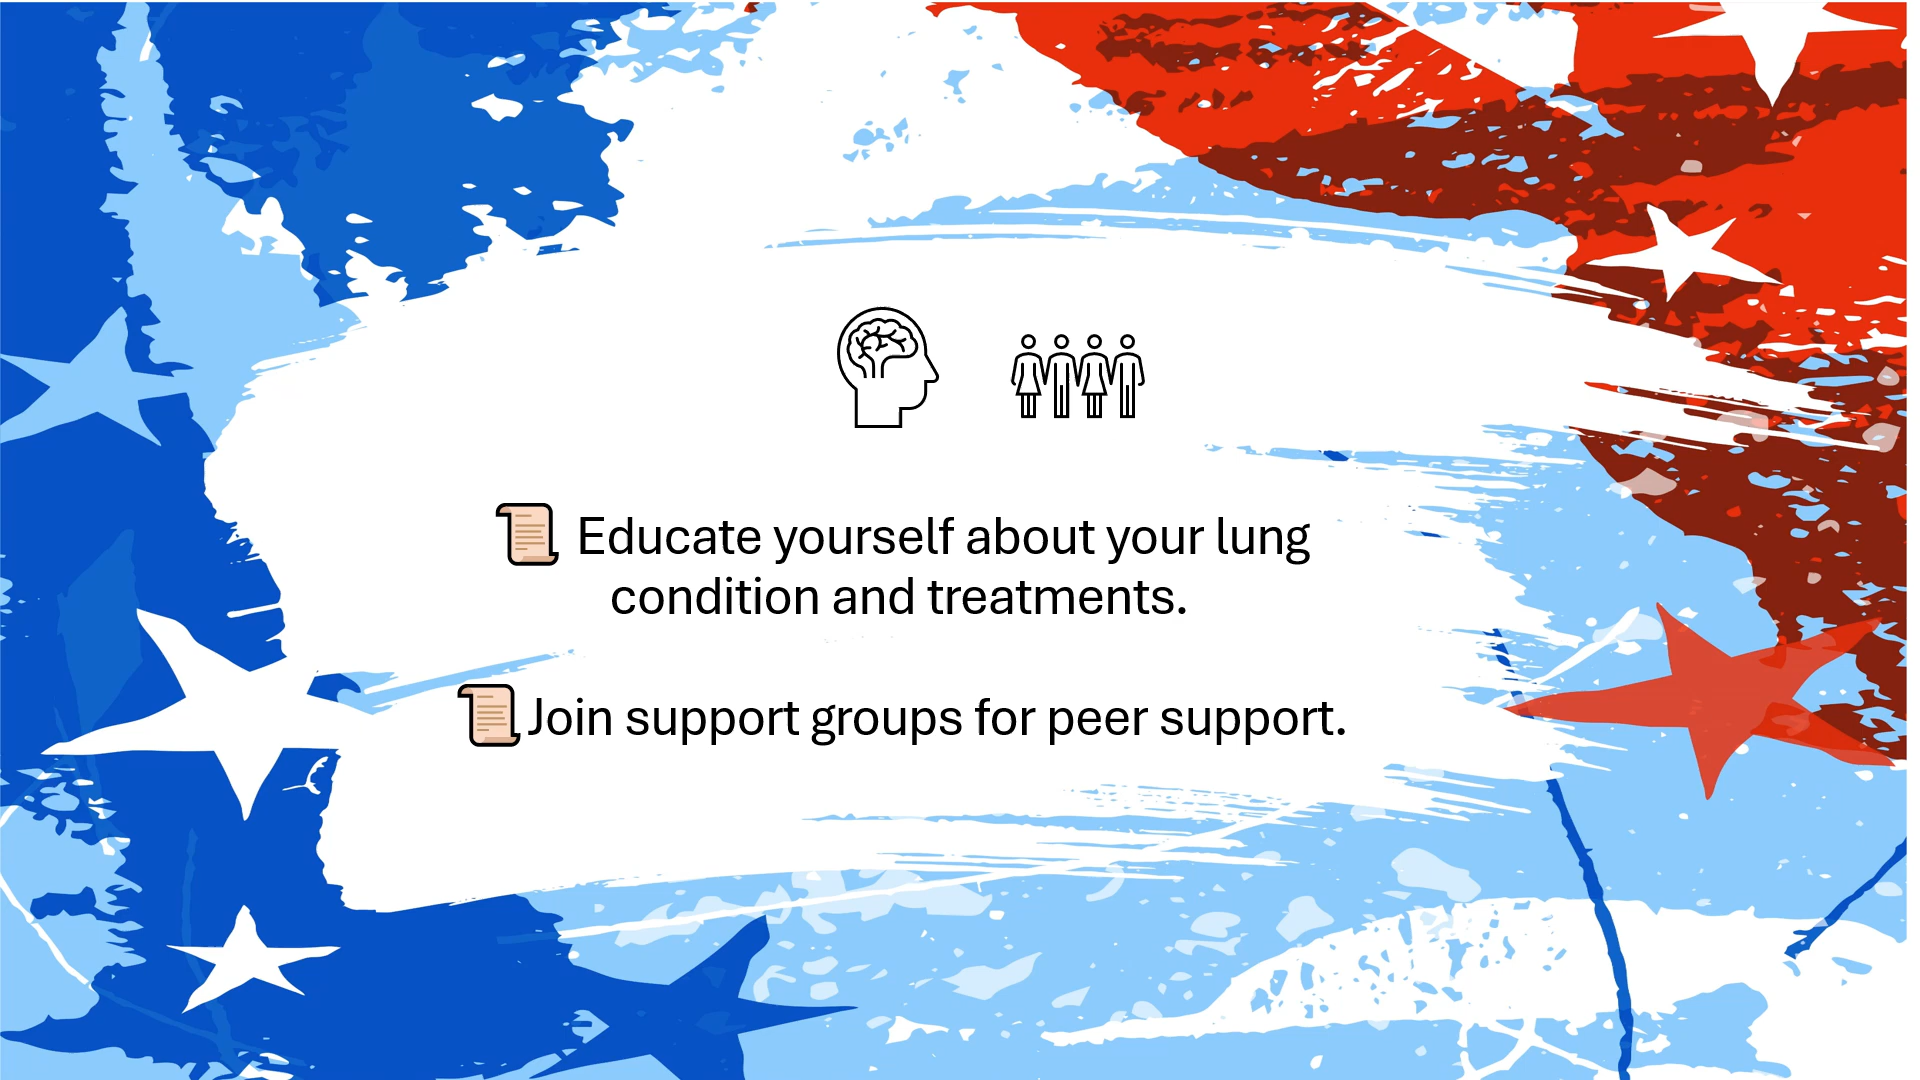 📜 Educate yourself about your lung
condition and treatments.
📜Join support groups for peer support.